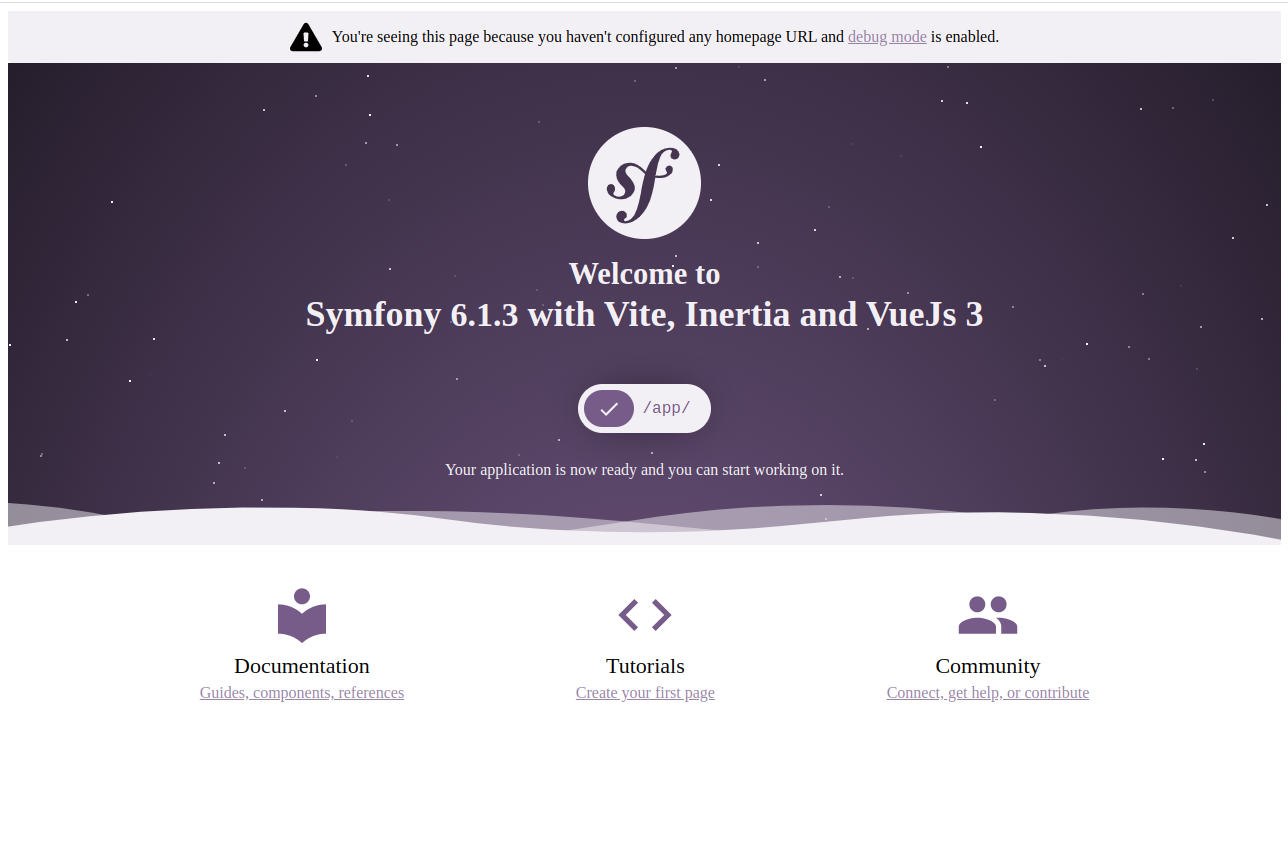 You're seeing this page because you haven't configured any homepage URL and debug mode is enabled.
sf
Welcome to
Symfony 6.1.3 with Vite, Inertia and VueJs 3
/app/
Your application is now ready and you can start working on it.
Documentation
Guides, components, references
Tutorials
Create your first page
Community
Connect, get help, or contribute